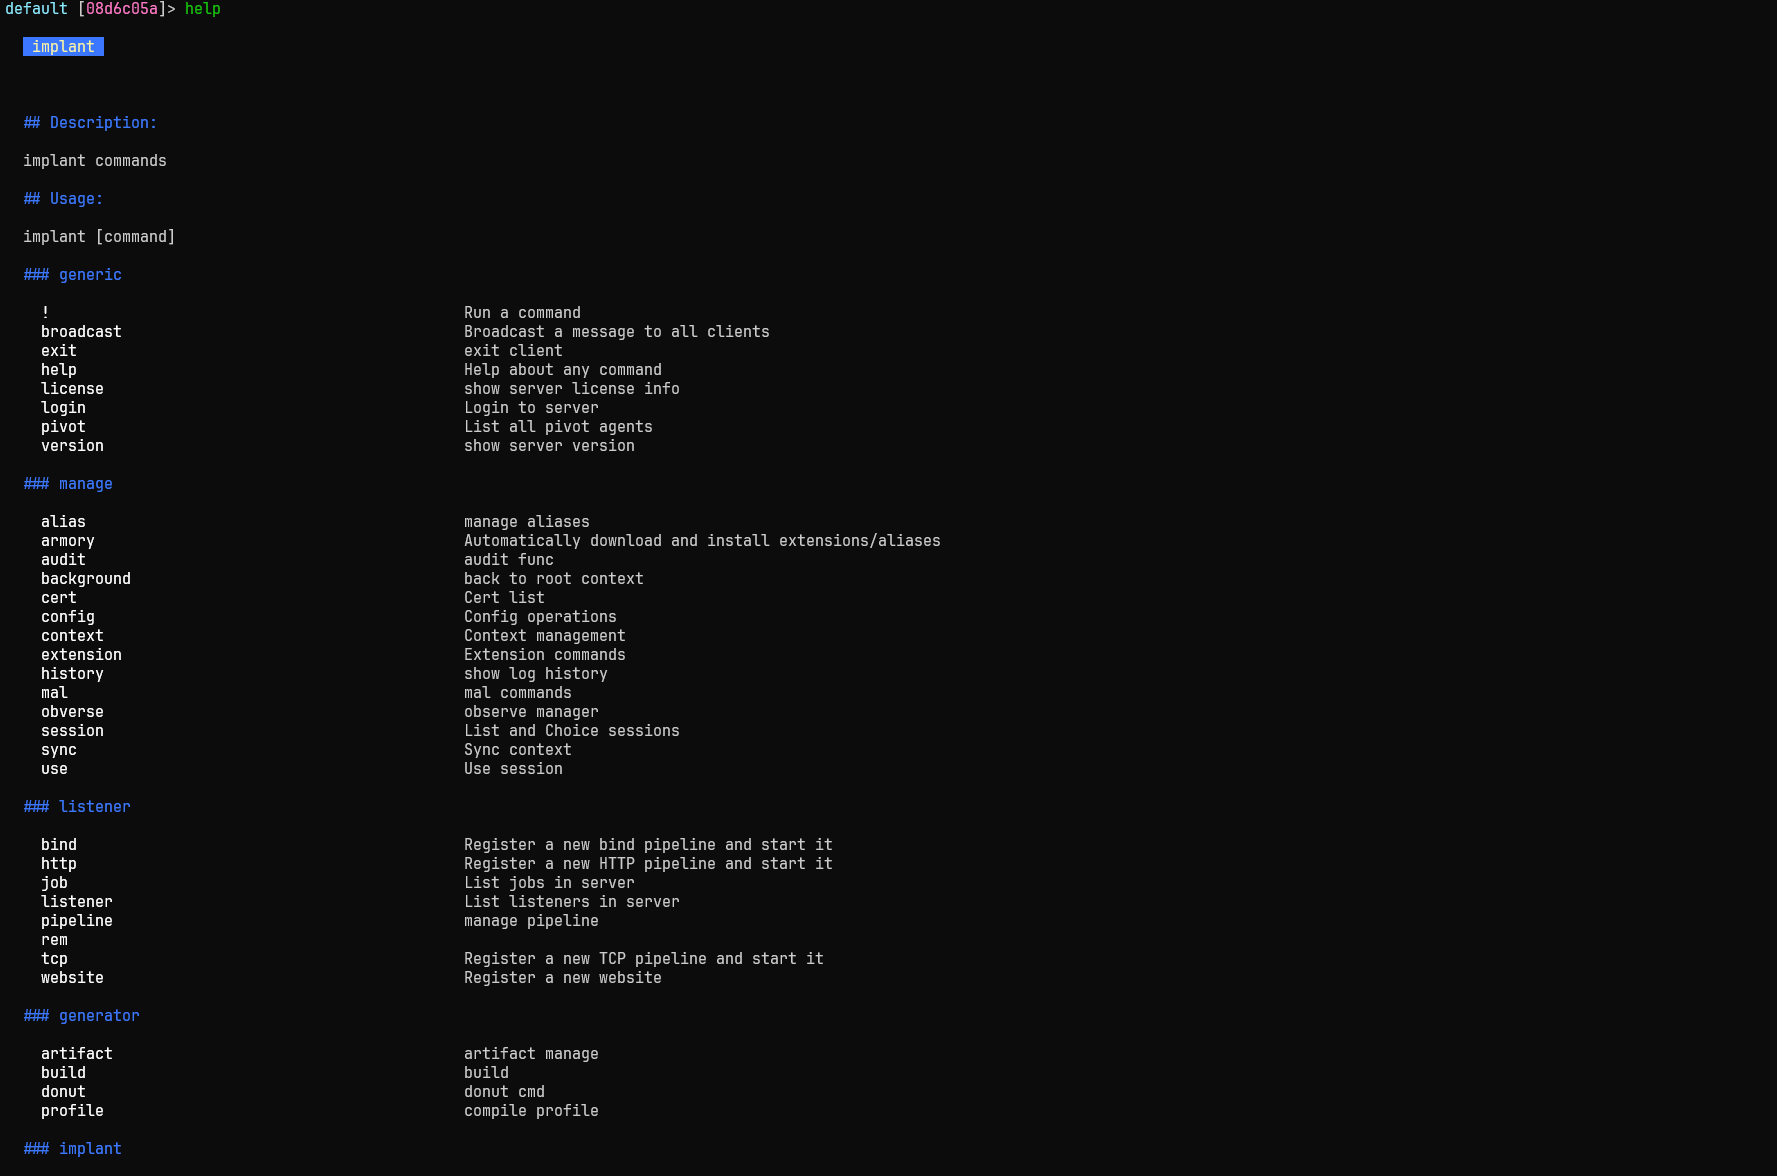 default [08d6c05a]> help
implant
## Description:
implant commands
## Usage:
implant [command]
### generic
! Run a command
broadcast Broadcast a message to all clients
exit exit client
help Help about any command
license show server license info
login Login to server
pivot List all pivot agents
version show server version
### manage
alias manage aliases
armory Automatically download and install extensions/aliases
audit audit func
background back to root context
cert Cert list
config Config operations
context Context management
extension Extension commands
history show log history
mal mal commands
obverse observe manager
session List and Choice sessions
sync Sync context
use Use session
### listener
bind Register a new bind pipeline and start it
http Register a new HTTP pipeline and start it
job List jobs in server
listener List listeners in server
pipeline manage pipeline
rem
tcp Register a new TCP pipeline and start it
website Register a new website
### generator
artifact artifact manage
build build
donut donut cmd
profile compile profile
### implant